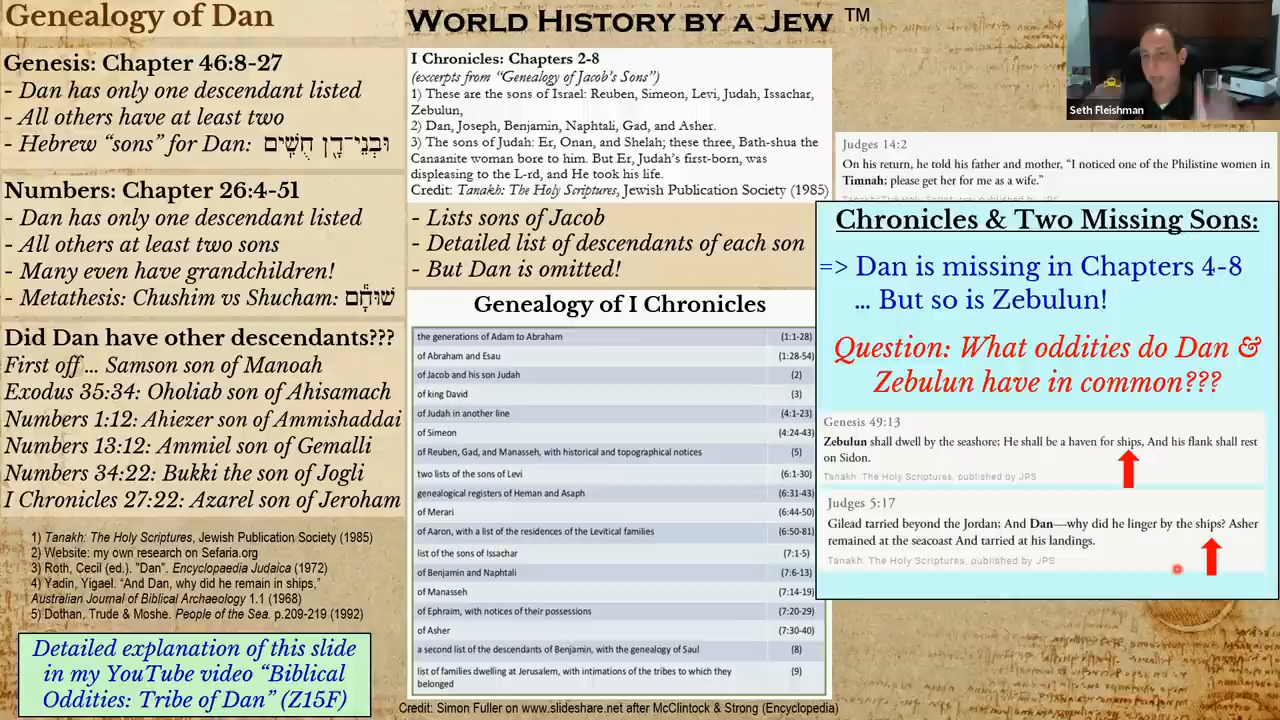 Genealogy of Dan
Genesis: Chapter 46:8-27
- Dan has only one descendant listed
- All others have at least two
- Hebrew “sons” for Dan: וּבְנֵי־דָ֖ן חֻשִֽׁים
Numbers: Chapter 26:4-51
- Dan has only one descendant listed
- All others at least two sons
- Many even have grandchildren!
- Metathesis: Chushim vs Shucham: שׁוּחָ֕ם
Did Dan have other descendants???
First off ... Samson son of Manoah
Exodus 35:34: Oholiab son of Ahisamach
Numbers 1:12: Ahiezer son of Ammishaddai
Numbers 13:12: Ammiel son of Gemalli
Numbers 34:22: Bukki the son of Jogli
I Chronicles 27:22: Azarel son of Jeroham
1) Tanakh: The Holy Scriptures, Jewish Publication Society (1985)
2) Website: my own research on Sefaria.org
3) Roth, Cecil (ed.). "Dan". Encyclopaedia Judaica (1972)
4) Yadin, Yigael. “And Dan, why did he remain in ships,”
Australian Journal of Biblical Archaeology 1.1 (1968)
5) Dothan, Trude & Moshe. People of the Sea. p.209-219 (1992)
Detailed explanation of this slide
in my YouTube video “Biblical
Oddities: Tribe of Dan” (Z15F)
WORLD HISTORY BY A JEW ™
I Chronicles: Chapters 2-8
(excerpts from “Genealogy of Jacob’s Sons”)
1) These are the sons of Israel: Reuben, Simeon, Levi, Judah, Issachar,
Zebulun,
2) Dan, Joseph, Benjamin, Naphtali, Gad, and Asher.
3) The sons of Judah: Er, Onan, and Shelah; these three, Bath-shua the
Canaanite woman bore to him. But Er, Judah’s first-born, was
displeasing to the L-rd, and He took his life.
Credit: Tanakh: The Holy Scriptures, Jewish Publication Society (1985)
- Lists sons of Jacob
- Detailed list of descendants of each son
- But Dan is omitted!
Genealogy of I Chronicles
the generations of Adam to Abraham (1:1-28)
of Abraham and Esau (1:28-54)
of Jacob and his son Judah (2)
of king David (3)
of Judah in another line (4:1-23)
of Simeon (4:24-43)
of Reuben, Gad, and Manasseh, with historical and topographical notices (5)
two lists of the sons of Levi (6:1-30)
genealogical registers of Heman and Asaph (6:31-43)
of Merari (6:44-50)
of Aaron, with a list of the residences of the Levitical families (6:50-81)
list of the sons of Issachar (7:1-5)
of Benjamin and Naphtali (7:6-13)
of Manasseh (7:14-19)
of Ephraim, with notices of their possessions (7:20-29)
of Asher (7:30-40)
a second list of the descendants of Benjamin, with the genealogy of Saul (8)
list of families dwelling at Jerusalem, with intimations of the tribes to which they (9)
belonged
Credit: Simon Fuller on www.slideshare.net after McClintock & Strong (Encyclopedia)
Seth Fleishman
Judges 14:2
On his return, he told his father and mother, “I noticed one of the Philistine women in
Timnah; please get her for me as a wife.”
Chronicles & Two Missing Sons:
=> Dan is missing in Chapters 4-8
... But so is Zebulun!
Question: What oddities do Dan &
Zebulun have in common???
Genesis 49:13
Zebulun shall dwell by the seashore; He shall be a haven for ships, And his flank shall rest
on Sidon.
Tanakh: The Holy Scriptures, published by JPS
Judges 5:17
Gilead tarried beyond the Jordan; And Dan—why did he linger by the ships? Asher
remained at the seacoast And tarried at his landings.
Tanakh: The Holy Scriptures, published by JPS